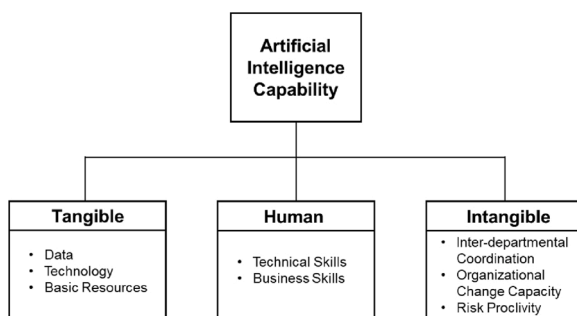 Artificial
Intelligence
Capability
Tangible
• Data
• Technology
• Basic Resources
Human
• Technical Skills
• Business Skills
Intangible
• Inter-departmental
Coordination
• Organizational
Change Capacity
• Risk Proclivity